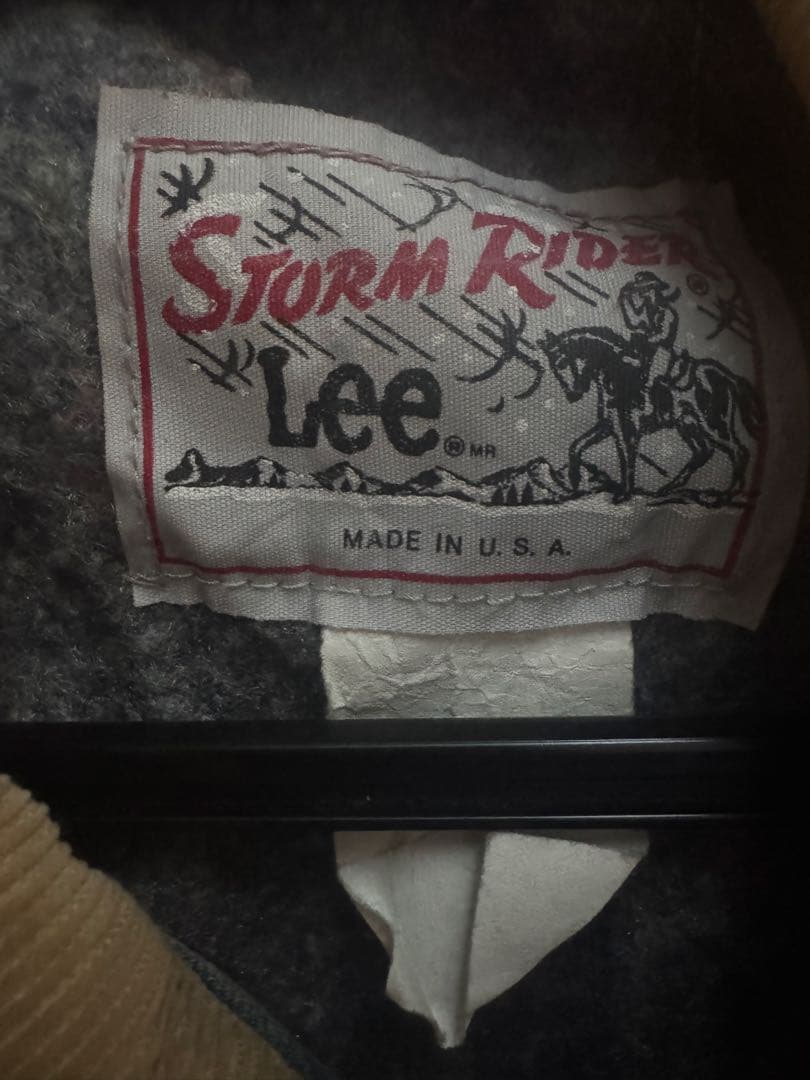 STORM RIDER®
Lee® MR
MADE IN U. S. A.